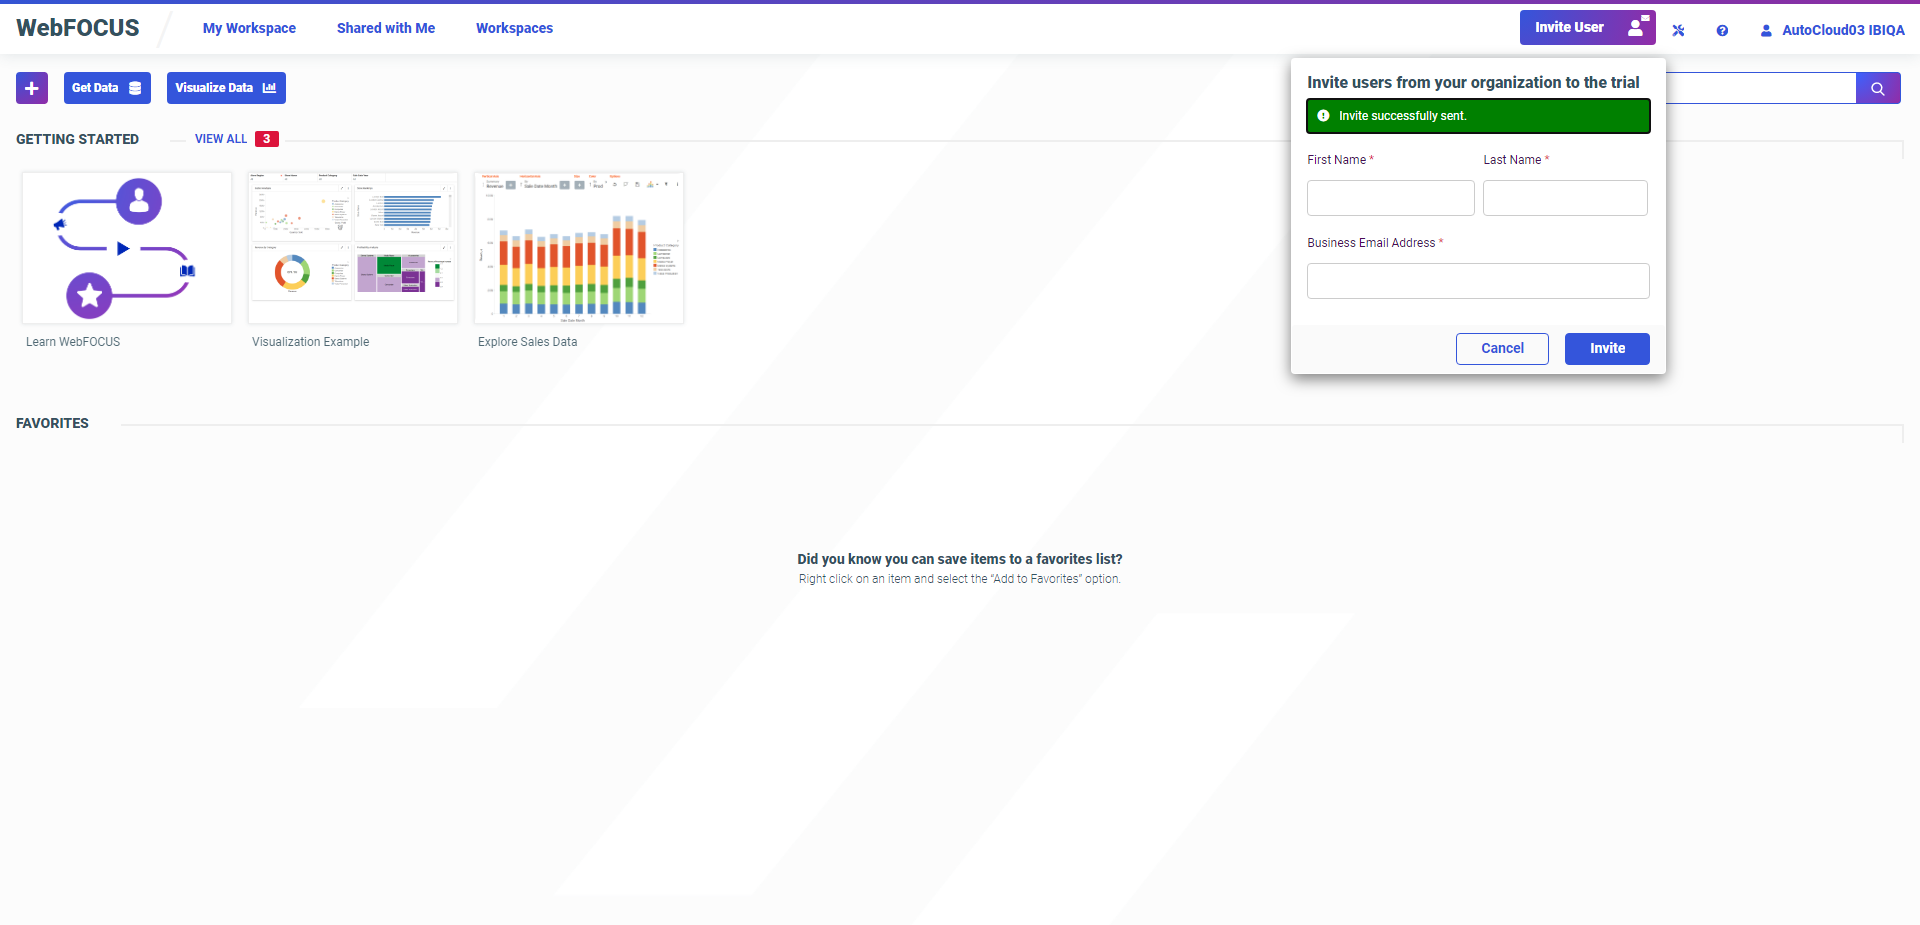 WebFOCUS
My Workspace
Shared with Me
Workspaces
Invite User
AutoCloud03 IBIQA
Get Data
Visualize Data
Invite users from your organization to the trial
Invite successfully sent.
First Name *
Last Name *
Business Email Address *
Cancel
Invite
GETTING STARTED
VIEW ALL 3
Learn WebFOCUS
Visualization Example
Explore Sales Data
FAVORITES
Did you know you can save items to a favorites list?
Right click on an item and select the “Add to Favorites” option.